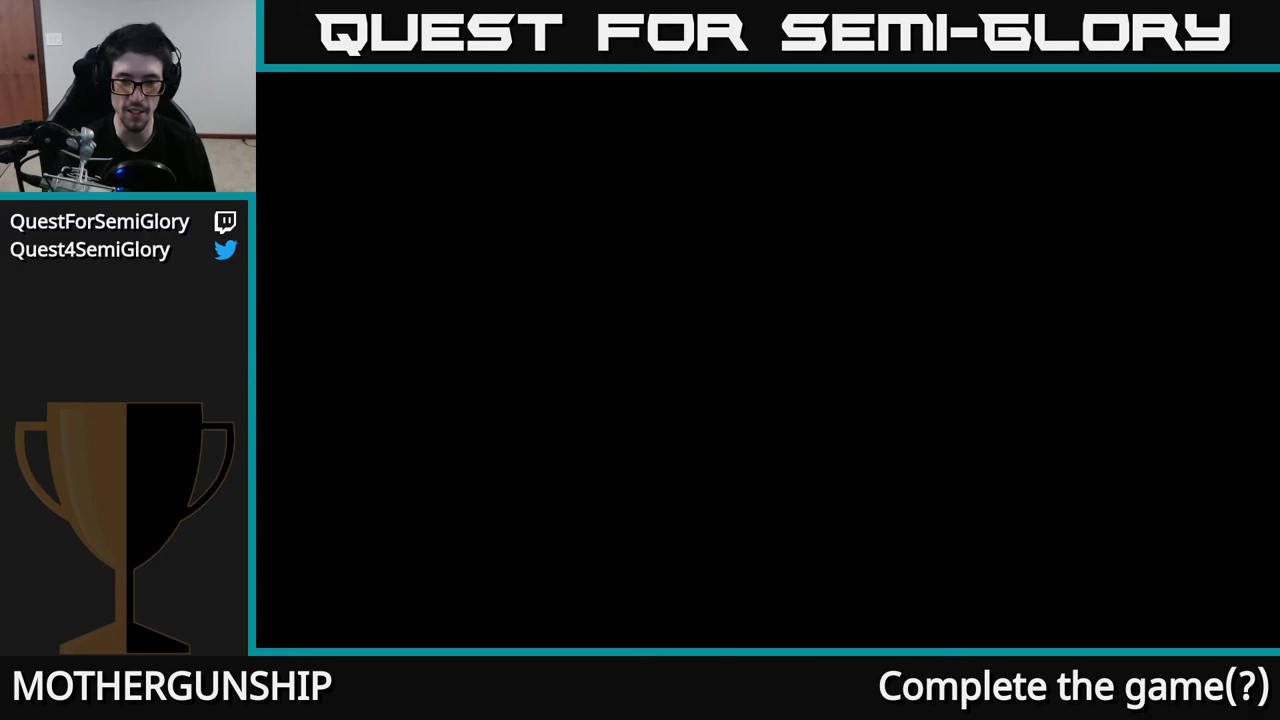 QUEST FOR SEMI-GLORY
QuestForSemiGlory
Quest4SemiGlory
MOTHERGUNSHIP
Complete the game(?)